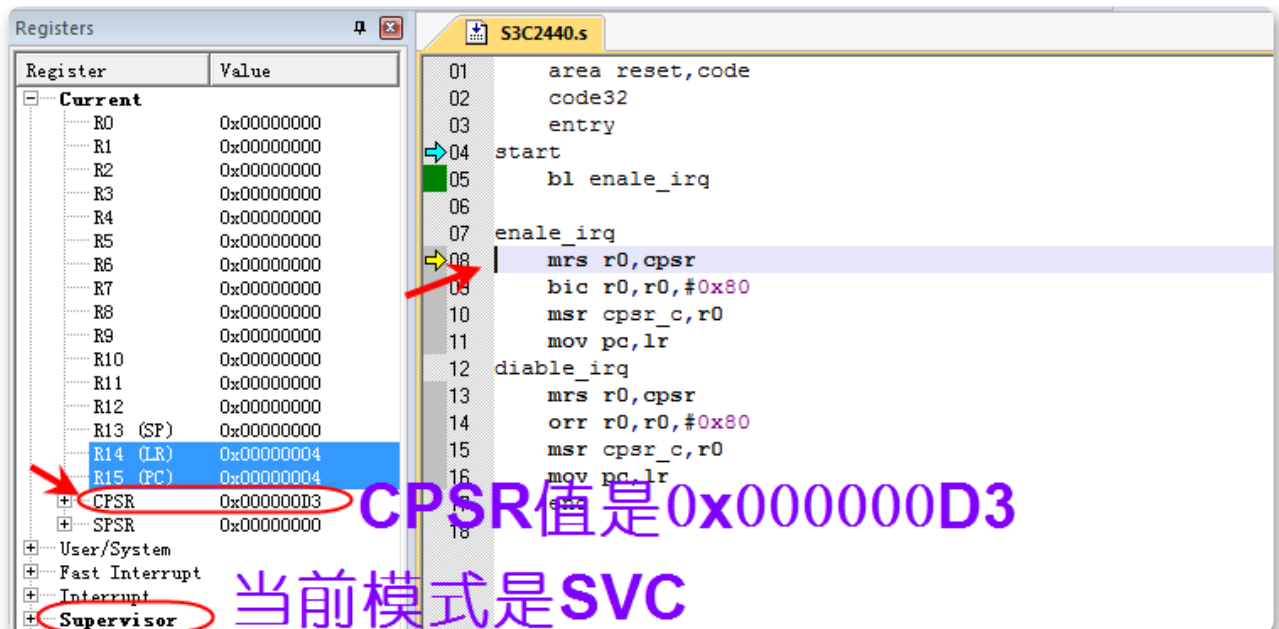 Registers
S3C2440.s
Register Value
Current
R0 0x00000000
R1 0x00000000
R2 0x00000000
R3 0x00000000
R4 0x00000000
R5 0x00000000
R6 0x00000000
R7 0x00000000
R8 0x00000000
R9 0x00000000
R10 0x00000000
R11 0x00000000
R12 0x00000000
R13 (SP) 0x00000000
R14 (LR) 0x00000004
R15 (PC) 0x00000004
CPSR 0x000000D3
SPSR 0x00000000
User/System
Fast Interrupt
Interrupt
Supervisor
01 area reset,code
02 code32
03 entry
04 start
05 bl enale_irq
06
07 enale_irq
08 mrs r0,cpsr
09 bic r0,r0,#0x80
10 msr cpsr_c,r0
11 mov pc,lr
12 diable_irq
13 mrs r0,cpsr
14 orr r0,r0,#0x80
15 msr cpsr_c,r0
16 mov pc,lr
17 end
18
CPSR值是0x000000D3
当前模式是SVC